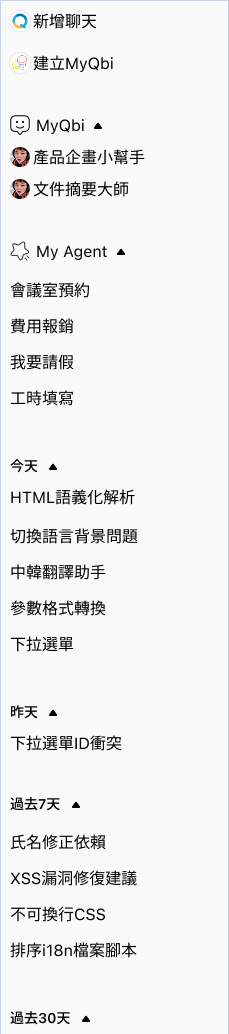 新增聊天
建立MyQbi
MyQbi
產品企畫小幫手
文件摘要大師
My Agent
會議室預約
費用報銷
我要請假
工時填寫
今天
HTML語義化解析
切換語言背景問題
中韓翻譯助手
參數格式轉換
下拉選單
昨天
下拉選單ID衝突
過去7天
氏名修正依賴
XSS漏洞修復建議
不可換行CSS
排序i18n檔案腳本
過去30天